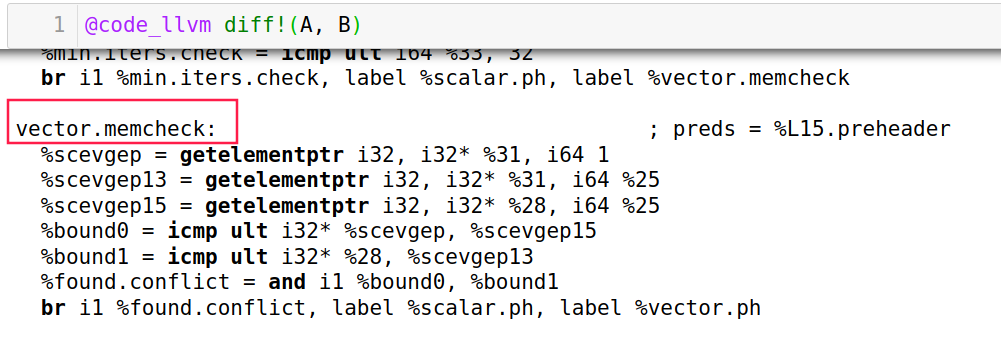 1 @code_llvm diff!(A, B)
%min.iters.check = icmp ult i64 %33, 32
br i1 %min.iters.check, label %scalar.ph, label %vector.memcheck
vector.memcheck: ; preds = %L15.preheader
%scevgep = getelementptr i32, i32* %31, i64 1
%scevgep13 = getelementptr i32, i32* %31, i64 %25
%scevgep15 = getelementptr i32, i32* %28, i64 %25
%bound0 = icmp ult i32* %scevgep, %scevgep15
%bound1 = icmp ult i32* %28, %scevgep13
%found.conflict = and i1 %bound0, %bound1
br i1 %found.conflict, label %scalar.ph, label %vector.ph